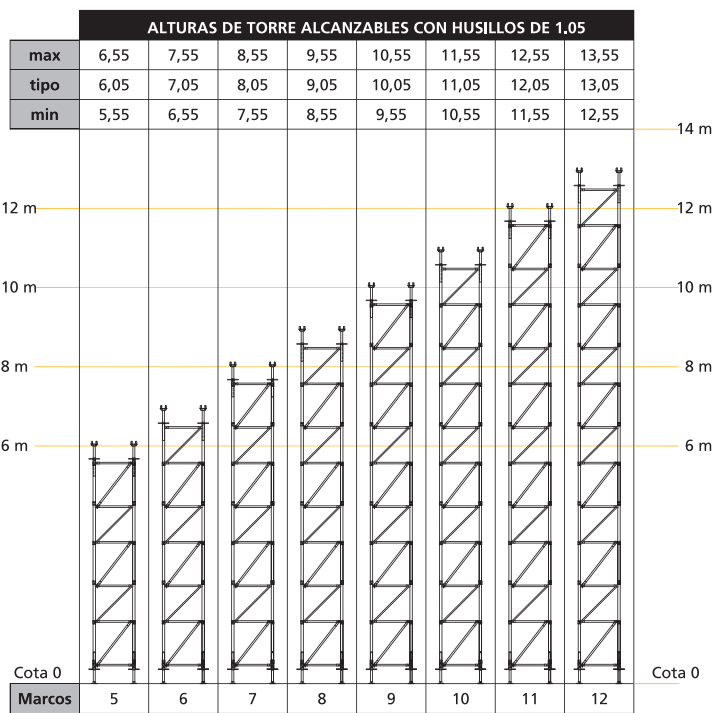 ALTURAS DE TORRE ALCANZABLES CON HUSILLOS DE 1.05
max 6,55 7,55 8,55 9,55 10,55 11,55 12,55 13,55
tipo 6,05 7,05 8,05 9,05 10,05 11,05 12,05 13,05
min 5,55 6,55 7,55 8,55 9,55 10,55 11,55 12,55
14 m
12 m 12 m
10 m 10 m
8 m 8 m
6 m 6 m
Cota 0 Cota 0
Marcos 5 6 7 8 9 10 11 12